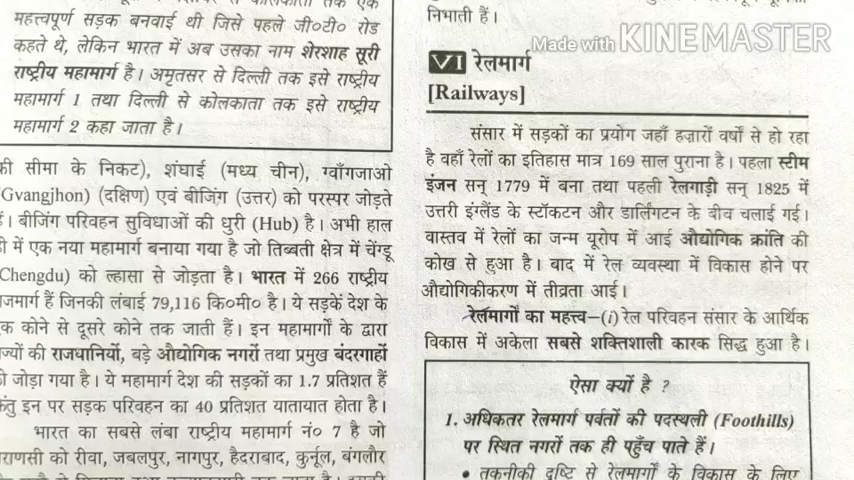 महत्त्वपूर्ण सड़क बनवाई थी जिसे पहले जी०टी० रोड
कहते थे, लेकिन भारत में अब उसका नाम शेरशाह सूरी
राष्ट्रीय महामार्ग है। अमृतसर से दिल्ली तक इसे राष्ट्रीय
महामार्ग 1 तथा दिल्ली से कोलकाता तक इसे राष्ट्रीय
महामार्ग 2 कहा जाता है।
की सीमा के निकट), शंघाई (मध्य चीन), ग्वाँगजाओ
Gvangjhon) (दक्षिण) एवं बीजिंग (उत्तर) को परस्पर जोड़ते
हैं। बीजिंग परिवहन सुविधाओं की धुरी (Hub) है। अभी हाल
ही में एक नया महामार्ग बनाया गया है जो तिब्बती क्षेत्र में चेंग्डू
Chengdu) को ल्हासा से जोड़ता है। भारत में 266 राष्ट्रीय
जमार्ग हैं जिनकी लंबाई 79,116 कि०मी० है। ये सड़कें देश के
एक कोने से दूसरे कोने तक जाती हैं। इन महामार्गों के द्वारा
ज्यों की राजधानियों, बड़े औद्योगिक नगरों तथा प्रमुख बंदरगाहों
को जोड़ा गया है। ये महामार्ग देश की सड़कों का 1.7 प्रतिशत हैं
इन पर सड़क परिवहन का 40 प्रतिशत यातायात होता है।
भारत का सबसे लंबा राष्ट्रीय महामार्ग नं० 7 है जो
राणसी को रीवा, जबलपुर, नागपुर, हैदराबाद, कुर्नूल, बंगलौर
निभाती हैं।
Made with KINEMASTER
VI रेलमार्ग
[Railways]
संसार में सड़कों का प्रयोग जहाँ हज़ारों वर्षों से हो रहा
है वहाँ रेलों का इतिहास मात्र 169 साल पुराना है। पहला स्टीम
इंजन सन् 1779 में बना तथा पहली रेलगाड़ी सन् 1825 में
उत्तरी इंग्लैंड के स्टॉकटन और डार्लिंगटन के बीच चलाई गई।
वास्तव में रेलों का जन्म यूरोप में आई औद्योगिक क्रांति की
कोख से हुआ है। बाद में रेल व्यवस्था में विकास होने पर
औद्योगिकीकरण में तीव्रता आई।
रेलमार्गों का महत्त्व–(i) रेल परिवहन संसार के आर्थिक
विकास में अकेला सबसे शक्तिशाली कारक सिद्ध हुआ है।
ऐसा क्यों है ?
1. अधिकतर रेलमार्ग पर्वतों की पदस्थली (Foothills)
पर स्थित नगरों तक ही पहुँच पाते हैं।
• तकनीकी दृष्टि से रेलमार्गों के विकास के लिए